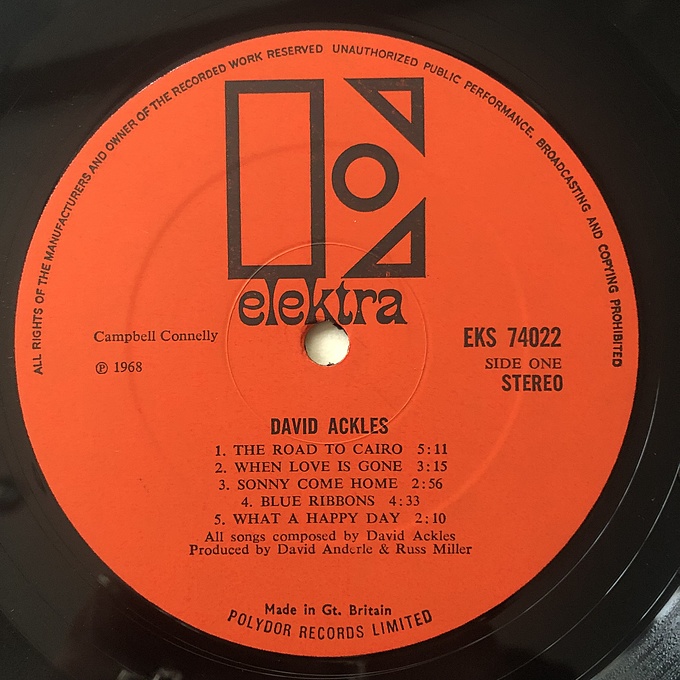 ALL RIGHTS OF THE MANUFACTURERS AND OWNER OF THE RECORDED WORK RESERVED UNAUTHORIZED PUBLIC PERFORMANCE, BROADCASTING AND COPYING PROHIBITED
elektra
Campbell Connelly
℗ 1968
EKS 74022
SIDE ONE
STEREO
DAVID ACKLES
1. THE ROAD TO CAIRO 5:11
2. WHEN LOVE IS GONE 3:15
3. SONNY COME HOME 2:56
4. BLUE RIBBONS 4:33
5. WHAT A HAPPY DAY 2:10
All songs composed by David Ackles
Produced by David Anderle & Russ Miller
Made in Gt. Britain
POLYDOR RECORDS LIMITED